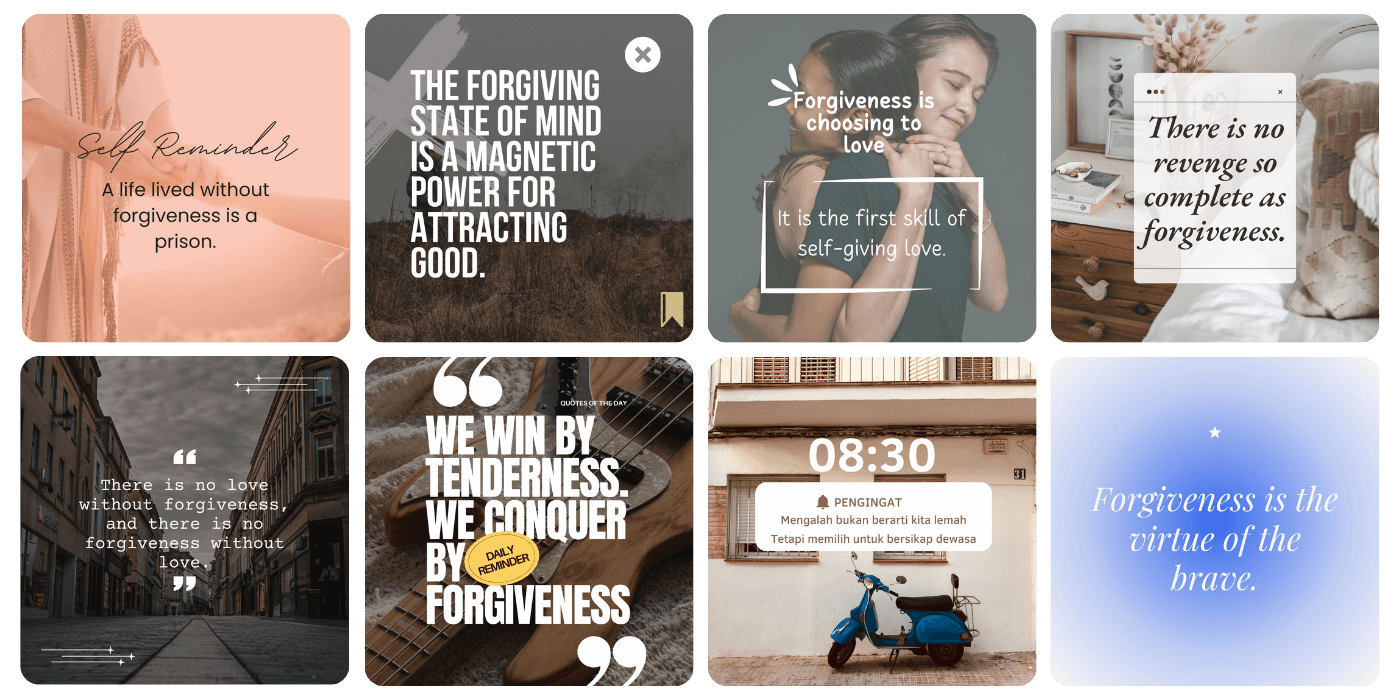 Self Reminder
A life lived without
forgiveness is a
prison.
THE FORGIVING
STATE OF MIND
IS A MAGNETIC
POWER FOR
ATTRACTING
GOOD.
Forgiveness is
choosing to
love
It is the first skill of
self-giving love.
There is no
revenge so
complete as
forgiveness.
“
There is no love
without forgiveness,
and there is no
forgiveness without
love.
”
“
QUOTES OF THE DAY
WE WIN BY
TENDERNESS.
WE CONQUER
BY
DAILY
REMINDER
FORGIVENESS
”
31
08:30
PENGINGAT
Mengalah bukan berarti kita lemah
Tetapi memilih untuk bersikap dewasa
Forgiveness is the
virtue of the
brave.